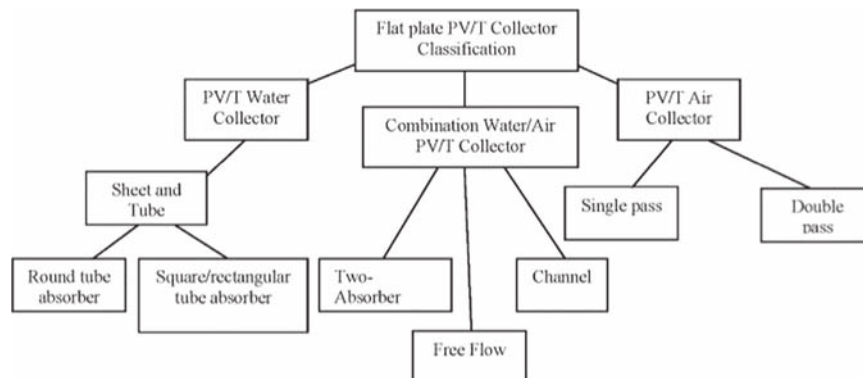 Flat plate PV/T Collector
Classification
PV/T Water
Collector
Combination Water/Air
PV/T Collector
PV/T Air
Collector
Sheet and
Tube
Single pass
Double
pass
Round tube
absorber
Square/rectangular
tube absorber
Two-
Absorber
Channel
Free Flow